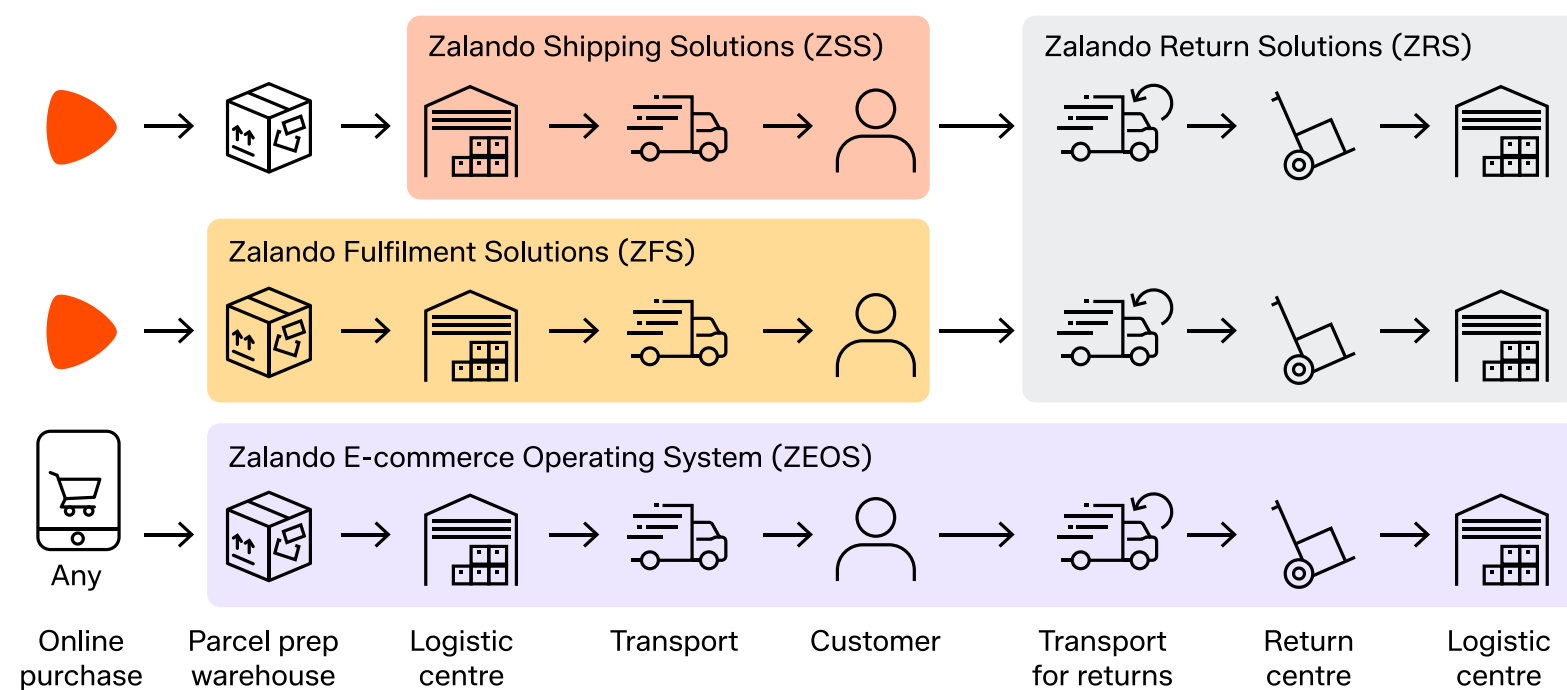 Zalando Shipping Solutions (ZSS)
Zalando Return Solutions (ZRS)
Zalando Fulfilment Solutions (ZFS)
Zalando E-commerce Operating System (ZEOS)
Any
Online
purchase
Parcel prep
warehouse
Logistic
centre
Transport
Customer
Transport
for returns
Return
centre
Logistic
centre